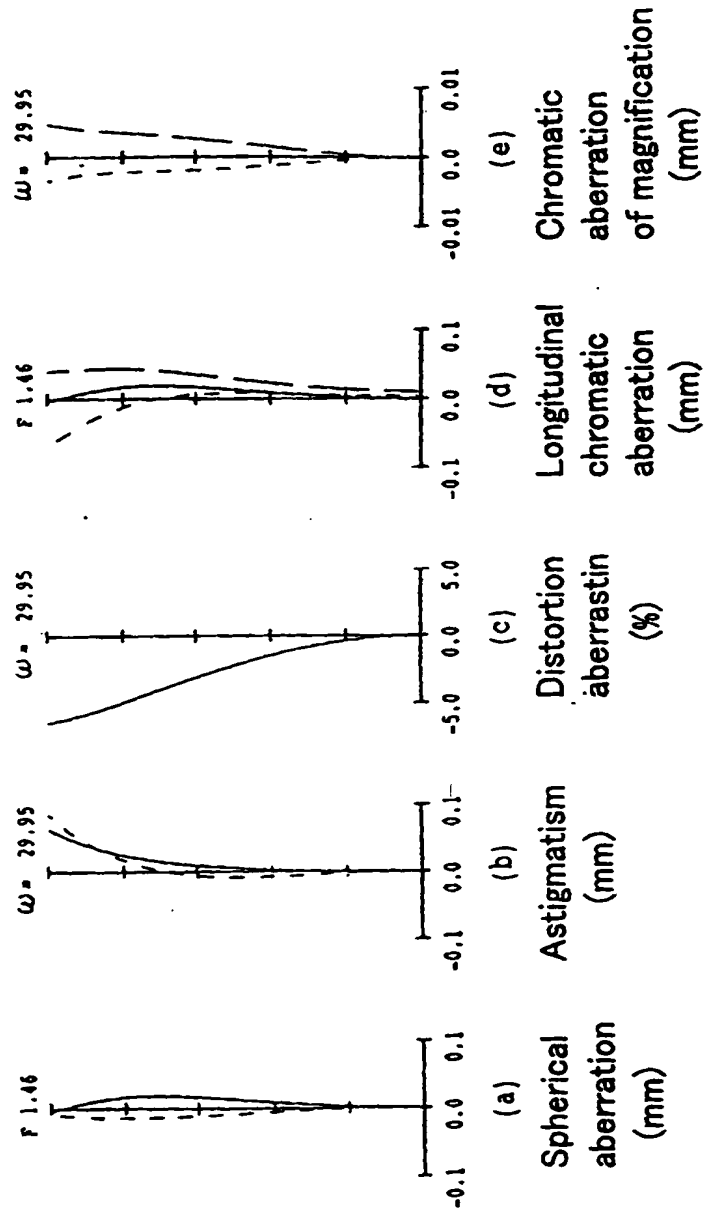 F 1.46
-0.1 0.0 0.1
(a)
Spherical
aberration
(mm)
ω= 29.95
-0.1 0.0 0.1
(b)
Astigmatism
(mm)
ω= 29.95
-5.0 0.0 5.0
(c)
Distortion
aberrastin
(%)
F 1.46
-0.1 0.0 0.1
(d)
Longitudinal
chromatic
aberration
(mm)
ω= 29.95
-0.01 0.0 0.01
(e)
Chromatic
aberration
of magnification
(mm)